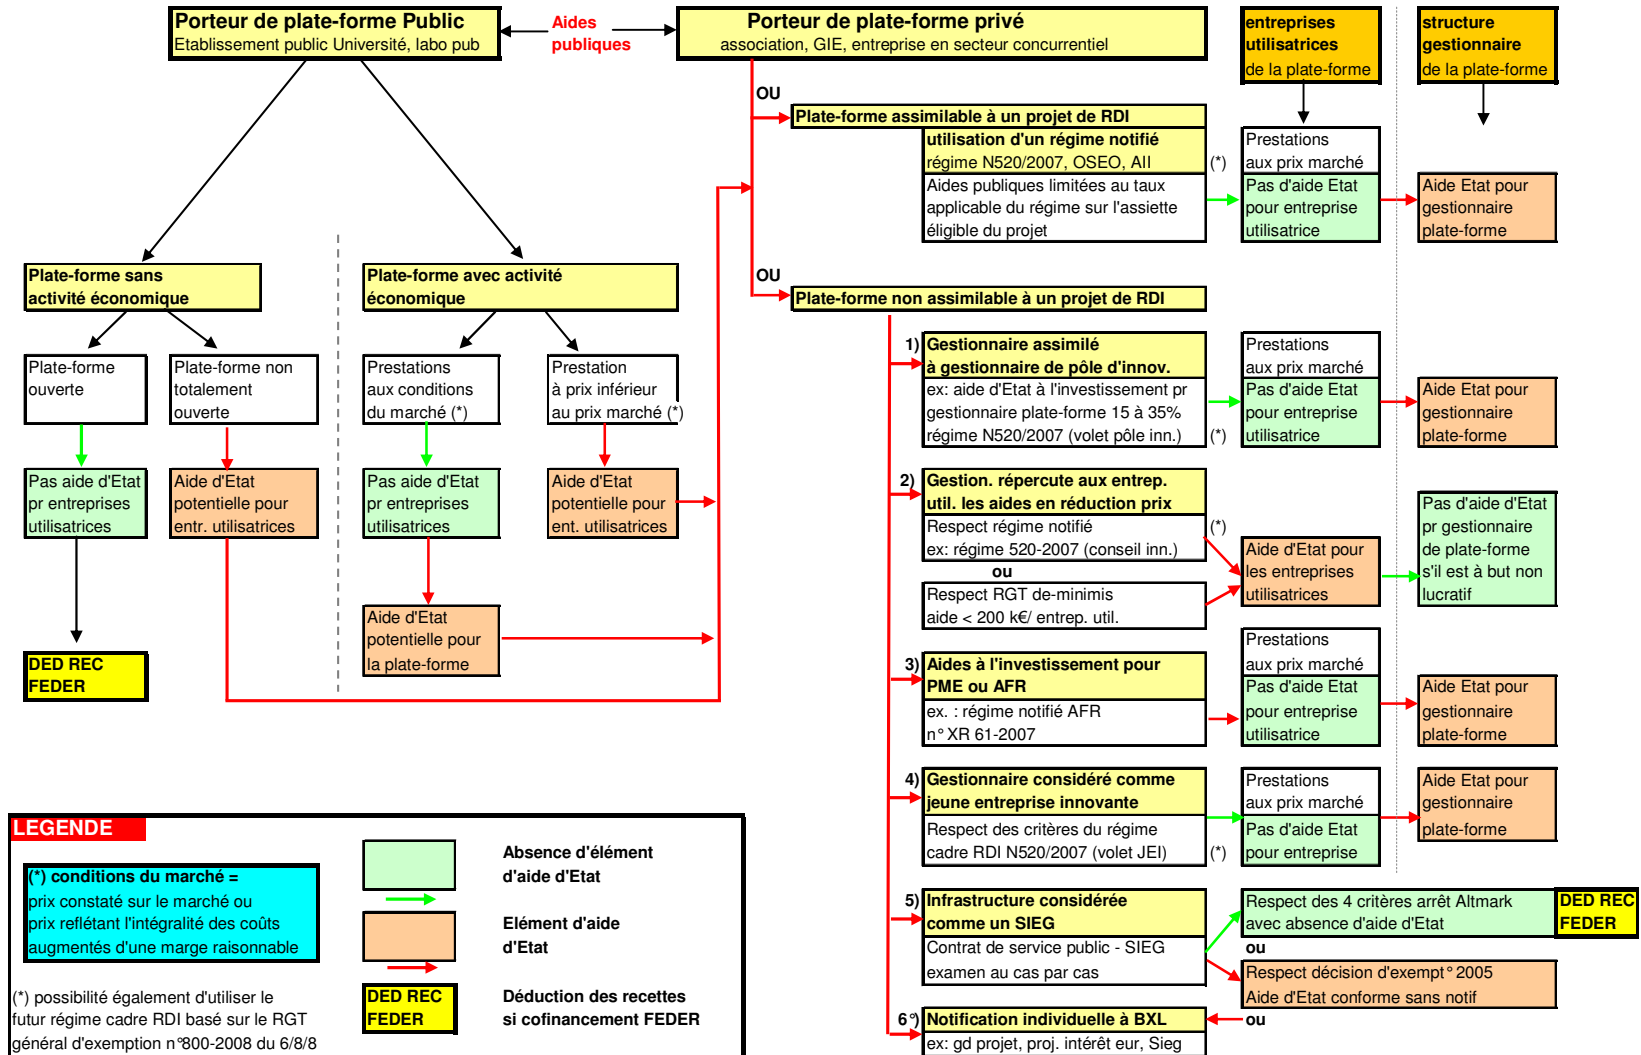 Porteur de plate-forme Public
Etablissement public Université, labo pub
Aides
publiques
Porteur de plate-forme privé
association, GIE, entreprise en secteur concurrentiel
entreprises
utilisatrices
de la plate-forme
structure
gestionnaire
de la plate-forme
OU
Plate-forme assimilable à un projet de RDI
utilisation d'un régime notifié
régime N520/2007, OSEO, AII
(*)
Aides publiques limitées au taux
applicable du régime sur l'assiette
éligible du projet
Prestations
aux prix marché
Pas d'aide Etat
pour entreprise
utilisatrice
Aide Etat pour
gestionnaire
plate-forme
Plate-forme sans
activité économique
Plate-forme avec activité
économique
OU
Plate-forme non assimilable à un projet de RDI
Plate-forme
ouverte
Plate-forme non
totalement
ouverte
Prestations
aux conditions
du marché (*)
Prestation
à prix inférieur
au prix marché (*)
Pas aide d'Etat
pr entreprises
utilisatrices
Aide d'Etat
potentielle pour
entr. utilisatrices
Pas aide d'Etat
pr entreprises
utilisatrices
Aide d'Etat
potentielle pour
ent. utilisatrices
Aide d'Etat
potentielle pour
la plate-forme
DED REC
FEDER
1)
Gestionnaire assimilé
à gestionnaire de pôle d'innov.
ex: aide d'Etat à l'investissement pr
gestionnaire plate-forme 15 à 35%
régime N520/2007 (volet pôle inn.)
(*)
Prestations
aux prix marché
Pas d'aide Etat
pour entreprise
utilisatrice
Aide Etat pour
gestionnaire
plate-forme
2)
Gestion. répercute aux entrep.
util. les aides en réduction prix
Respect régime notifié
ex: régime 520-2007 (conseil inn.)
(*)
ou
Respect RGT de-minimis
aide < 200 k€/ entrep. util.
Aide d'Etat pour
les entreprises
utilisatrices
Pas d'aide d'Etat
pr gestionnaire
de plate-forme
s'il est à but non
lucratif
3)
Aides à l'investissement pour
PME ou AFR
ex. : régime notifié AFR
n° XR 61-2007
Prestations
aux prix marché
Pas d'aide Etat
pour entreprise
utilisatrice
Aide Etat pour
gestionnaire
plate-forme
4)
Gestionnaire considéré comme
jeune entreprise innovante
Respect des critères du régime
cadre RDI N520/2007 (volet JEI)
(*)
Prestations
aux prix marché
Pas d'aide Etat
pour entreprise
Aide Etat pour
gestionnaire
plate-forme
5)
Infrastructure considérée
comme un SIEG
Contrat de service public - SIEG
examen au cas par cas
Respect des 4 critères arrêt Altmark
avec absence d'aide d'Etat
DED REC
FEDER
ou
Respect décision d'exempt° 2005
Aide d'Etat conforme sans notif
ou
6°)
Notification individuelle à BXL
ex: gd projet, proj. intérêt eur, Sieg
LEGENDE
(*) conditions du marché =
prix constaté sur le marché ou
prix reflétant l'intégralité des coûts
augmentés d'une marge raisonnable
(*) possibilité également d'utiliser le
futur régime cadre RDI basé sur le RGT
général d'exemption n°800-2008 du 6/8/8
Absence d'élément
d'aide d'Etat
Elément d'aide
d'Etat
DED REC
FEDER
Déduction des recettes
si cofinancement FEDER